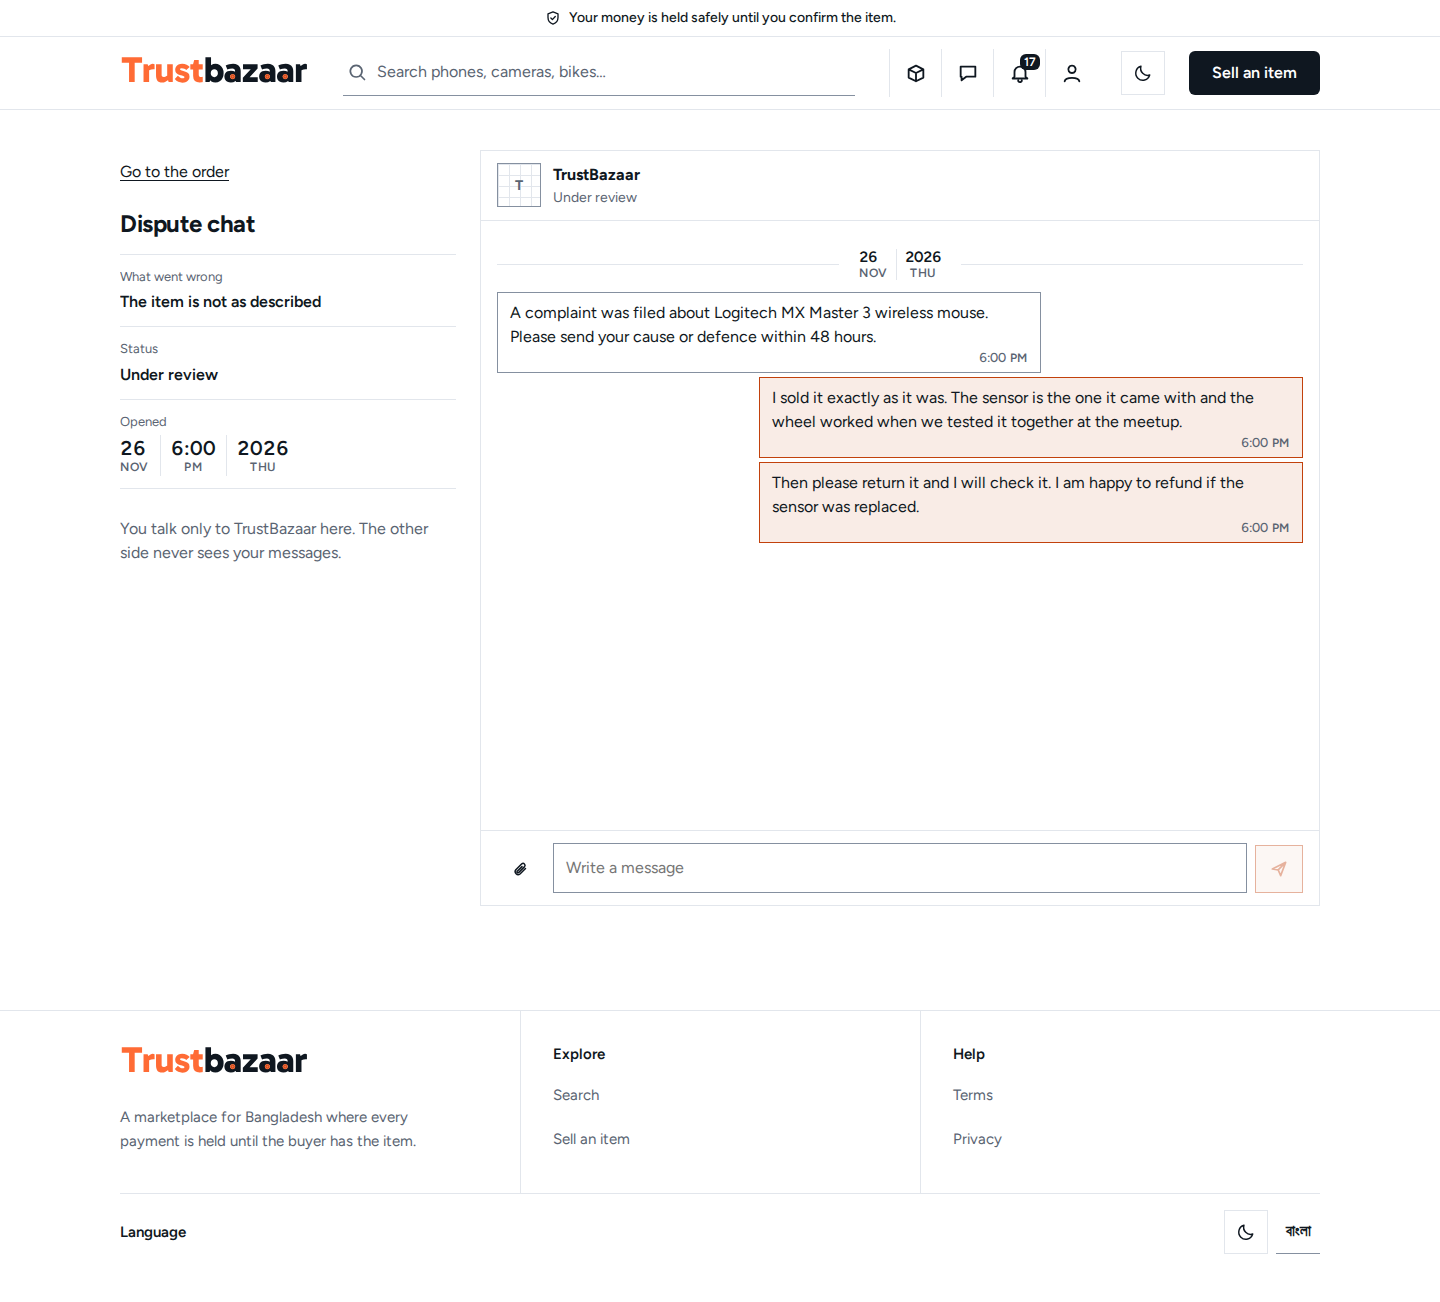 Your money is held safely until you confirm the item.
Trustbazaar
Search phones, cameras, bikes...
17
Sell an item
Go to the order
Dispute chat
What went wrong
The item is not as described
Status
Under review
Opened
26 6:00 2026
NOV PM THU
You talk only to TrustBazaar here. The other
side never sees your messages.
T
TrustBazaar
Under review
26 2026
NOV THU
A complaint was filed about Logitech MX Master 3 wireless mouse.
Please send your cause or defence within 48 hours.
6:00 PM
I sold it exactly as it was. The sensor is the one it came with and the
wheel worked when we tested it together at the meetup.
6:00 PM
Then please return it and I will check it. I am happy to refund if the
sensor was replaced.
6:00 PM
Write a message
Trustbazaar
A marketplace for Bangladesh where every
payment is held until the buyer has the item.
Explore
Search
Sell an item
Help
Terms
Privacy
Language
বাংলা